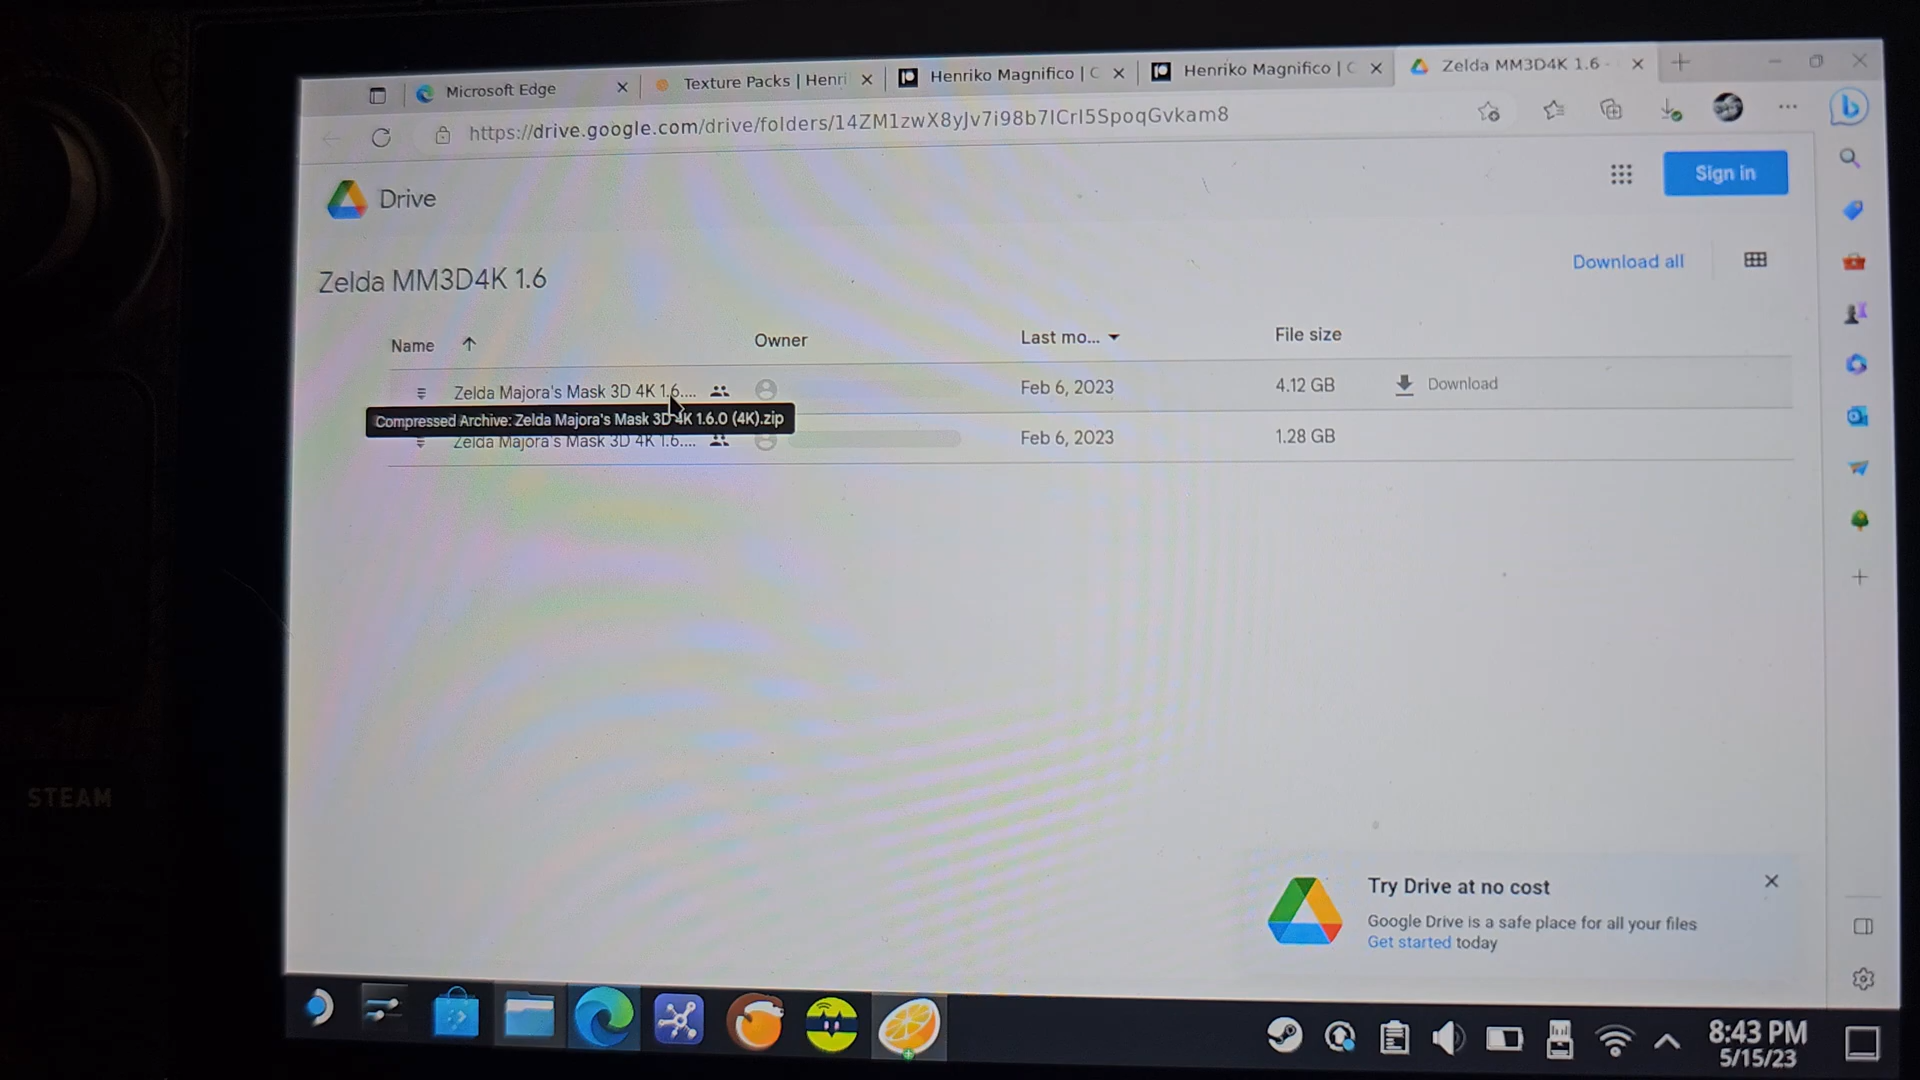 Microsoft Edge
Texture Packs | Henri
Henriko Magnifico | C
Henriko Magnifico | C
Zelda MM3D4K 1.6 -
https://drive.google.com/drive/folders/14ZM1zwX8yJv7i98b7ICrI5SpoqGvkam8
Drive
Sign in
Zelda MM3D4K 1.6
Download all
Name
Owner
Last mo...
File size
Zelda Majora's Mask 3D 4K 1.6....
Feb 6, 2023
4.12 GB
Download
Compressed Archive: Zelda Majora's Mask 3D 4K 1.6.0 (4K).zip
Zelda Majora's Mask 3D 4K 1.6....
Feb 6, 2023
1.28 GB
STEAM
Try Drive at no cost
Google Drive is a safe place for all your files
Get started today
8:43 PM
5/15/23